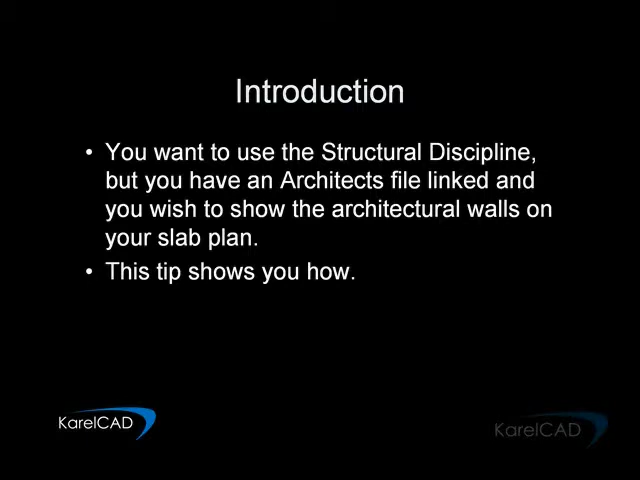 Introduction
• You want to use the Structural Discipline,
but you have an Architects file linked and
you wish to show the architectural walls on
your slab plan.
• This tip shows you how.
KarelCAD
KarelCAD